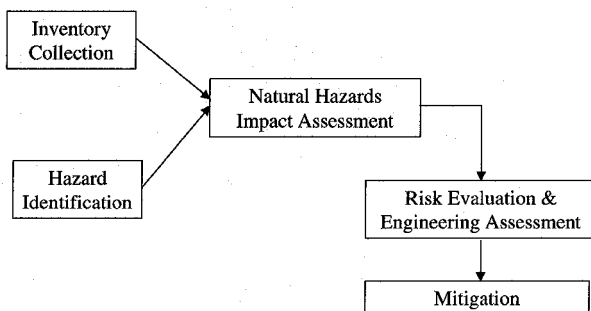 Inventory
Collection
Natural Hazards
Impact Assessment
Hazard
Identification
Risk Evaluation &
Engineering Assessment
Mitigation